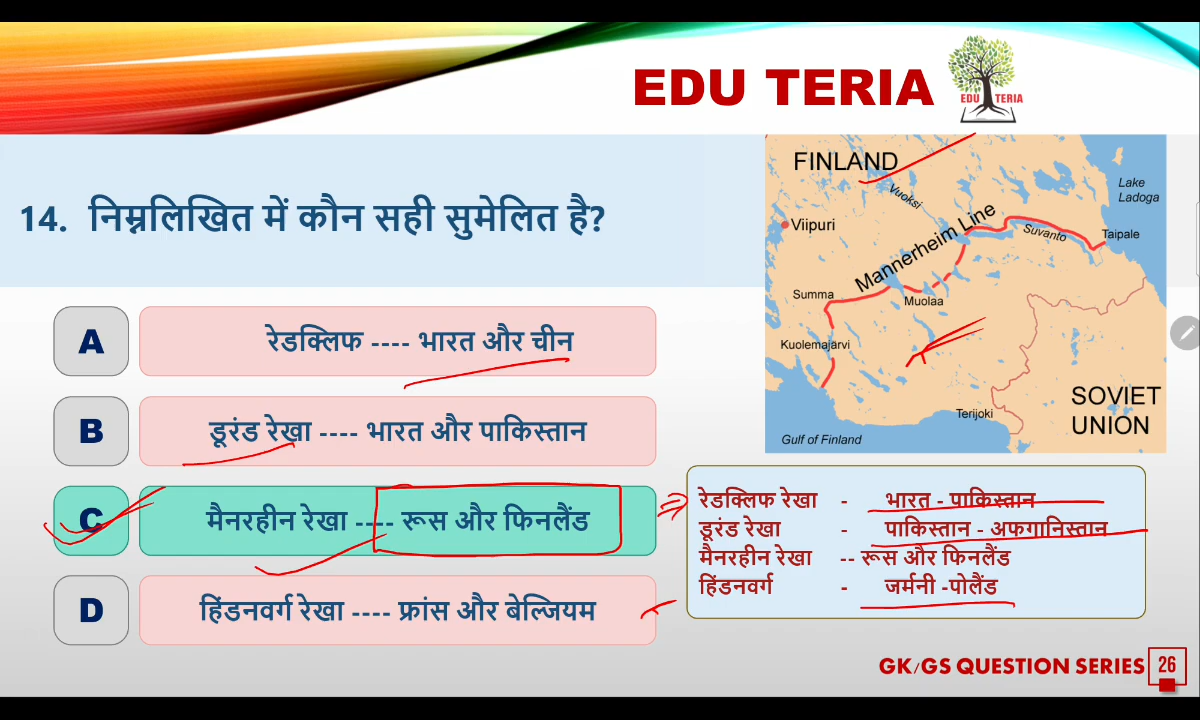 EDU TERIA
EDU TERIA
14. निम्नलिखित में कौन सही सुमेलित है?
A
रेडक्लिफ ---- भारत और चीन
B
डूरंड रेखा ---- भारत और पाकिस्तान
C
मैनरहीन रेखा ---- रूस और फिनलैंड
D
हिंडनवर्ग रेखा ---- फ्रांस और बेल्जियम
FINLAND
Vuoksi
Lake
Ladoga
Viipuri
Mannerheim Line
Suvanto
Taipale
Summa
Muolaa
Kuolemajärvi
SOVIET
UNION
Terijoki
Gulf of Finland
रेडक्लिफ रेखा - भारत - पाकिस्तान
डूरंड रेखा - पाकिस्तान - अफगानिस्तान
मैनरहीन रेखा -- रूस और फिनलैंड
हिंडनवर्ग - जर्मनी -पोलैंड
GK/GS QUESTION SERIES 26